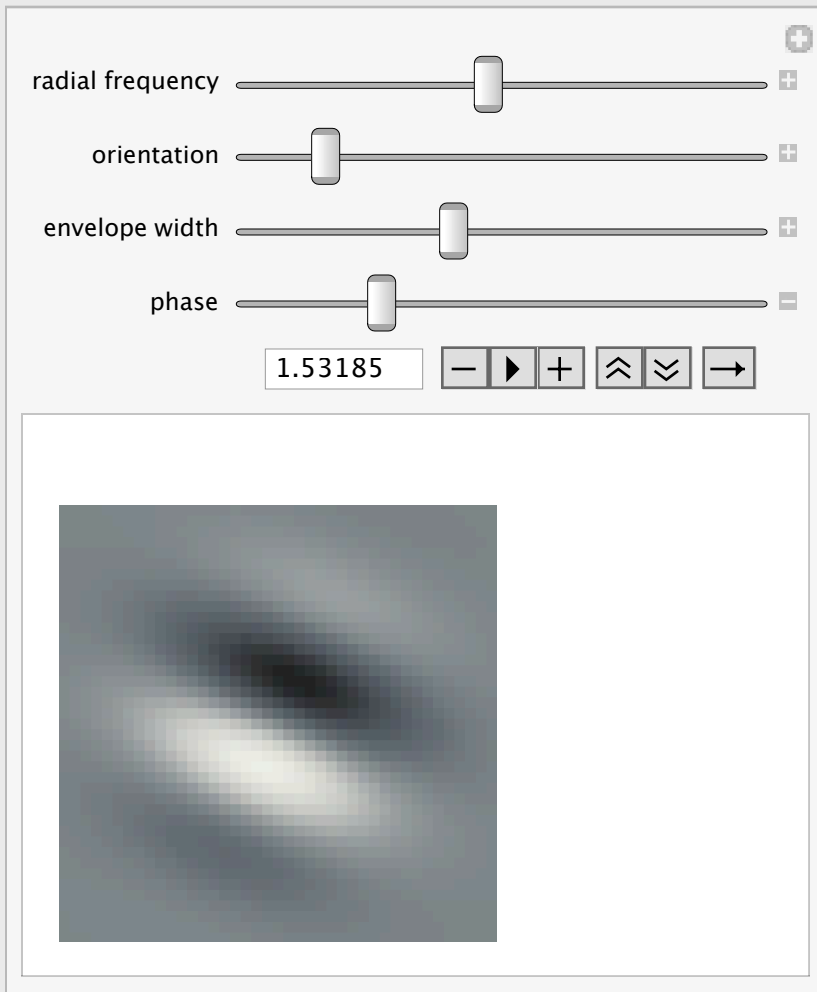 radial frequency
orientation
envelope width
phase
1.53185